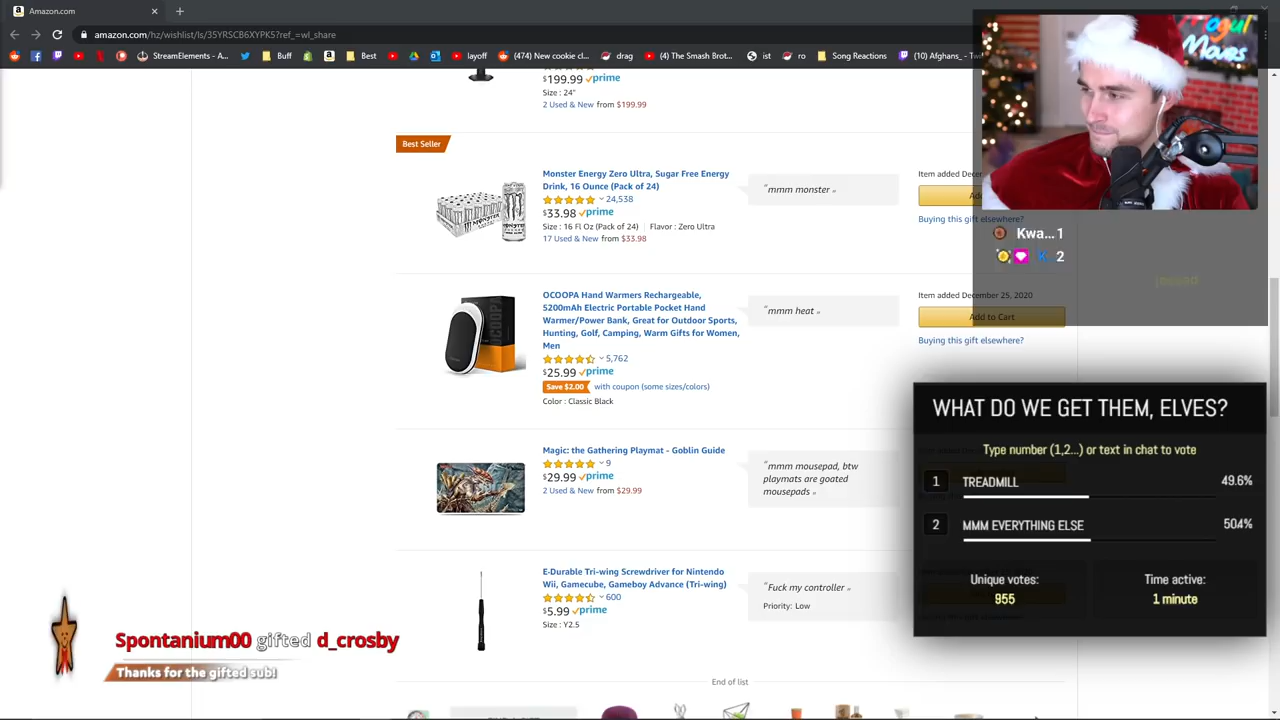 Amazon.com
amazon.com/hz/wishlist/ls/35YRSCB6XYPK5?ref_=wl_share
StreamElements - A...
Buff
Best
layoff
(474) New cookie cl...
drag
(4) The Smash Brot...
ist
ro
Song Reactions
(10) Afghans_ - Twi
Mogul
Moves
$199.99 prime
Size : 24"
2 Used & New from $199.99
Best Seller
Monster Energy Zero Ultra, Sugar Free Energy
Drink, 16 Ounce (Pack of 24)
24,538
$33.98 prime
Size : 16 Fl Oz (Pack of 24) | Flavor : Zero Ultra
17 Used & New from $33.98
"mmm monster "
Item added Dece
Buying this gift elsewhere?
Kwa...1
K 2
OCOOPA Hand Warmers Rechargeable,
5200mAh Electric Portable Pocket Hand
Warmer/Power Bank, Great for Outdoor Sports,
Hunting, Golf, Camping, Warm Gifts for Women,
Men
5,762
$25.99 prime
Save $2.00 with coupon (some sizes/colors)
Color : Classic Black
"mmm heat "
Item added December 25, 2020
Add to Cart
Buying this gift elsewhere?
Magic: the Gathering Playmat - Goblin Guide
9
$29.99 prime
2 Used & New from $29.99
"mmm mousepad, btw
playmats are goated
mousepads "
E-Durable Tri-wing Screwdriver for Nintendo
Wii, Gamecube, Gameboy Advance (Tri-wing)
600
$5.99 prime
Size : Y2.5
"Fuck my controller "
Priority: Low
End of list
WHAT DO WE GET THEM, ELVES?
Type number (1,2...) or text in chat to vote
1 TREADMILL 49.6%
2 MMM EVERYTHING ELSE 50.4%
Unique votes:
955
Time active:
1 minute
Spontanium00 gifted d_crosby
Thanks for the gifted sub!